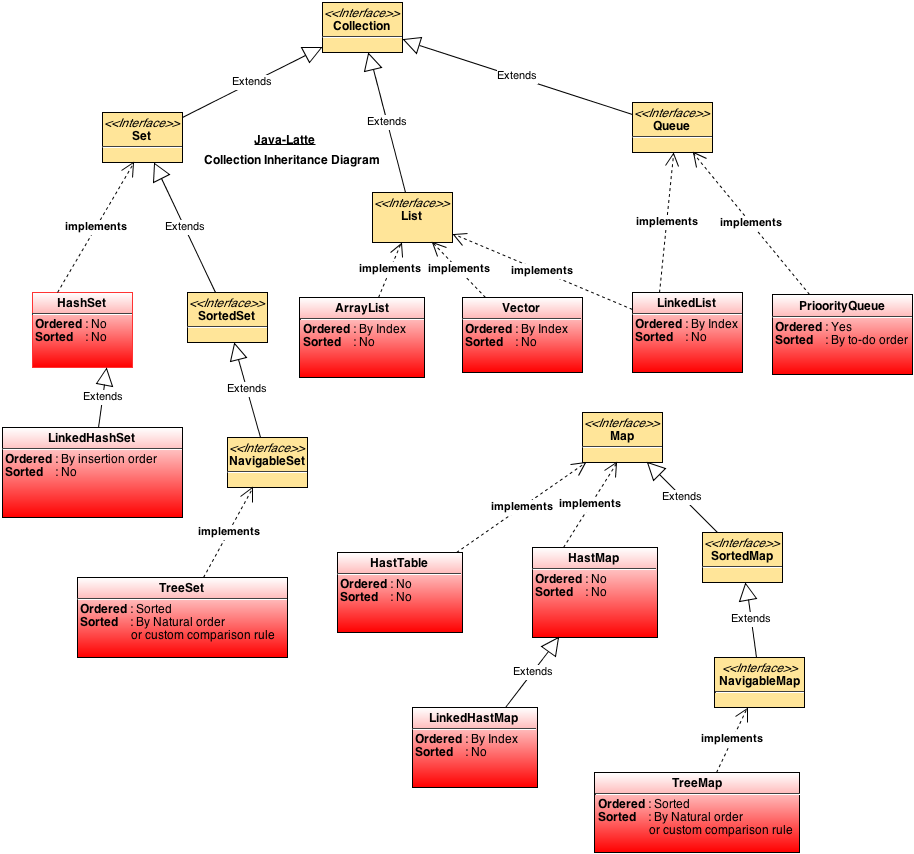 <<Interface>>
Collection
Extends
Extends
Extends
<<Interface>>
Set
Java-Latte
Collection Inheritance Diagram
<<Interface>>
Queue
<<Interface>>
List
implements
Extends
implements
implements
implements
implements
implements
HashSet
Ordered : No
Sorted : No
<<Interface>>
SortedSet
ArrayList
Ordered : By Index
Sorted : No
Vector
Ordered : By Index
Sorted : No
LinkedList
Ordered : By Index
Sorted : No
PrioorityQueue
Ordered : Yes
Sorted : By to-do order
Extends
Extends
LinkedHashSet
Ordered : By insertion order
Sorted : No
<<Interface>>
NavigableSet
implements
TreeSet
Ordered : Sorted
Sorted : By Natural order
or custom comparison rule
<<Interface>>
Map
implements
implements
Extends
HastTable
Ordered : No
Sorted : No
HastMap
Ordered : No
Sorted : No
<<Interface>>
SortedMap
Extends
Extends
LinkedHastMap
Ordered : By Index
Sorted : No
<<Interface>>
NavigableMap
implements
TreeMap
Ordered : Sorted
Sorted : By Natural order
or custom comparison rule